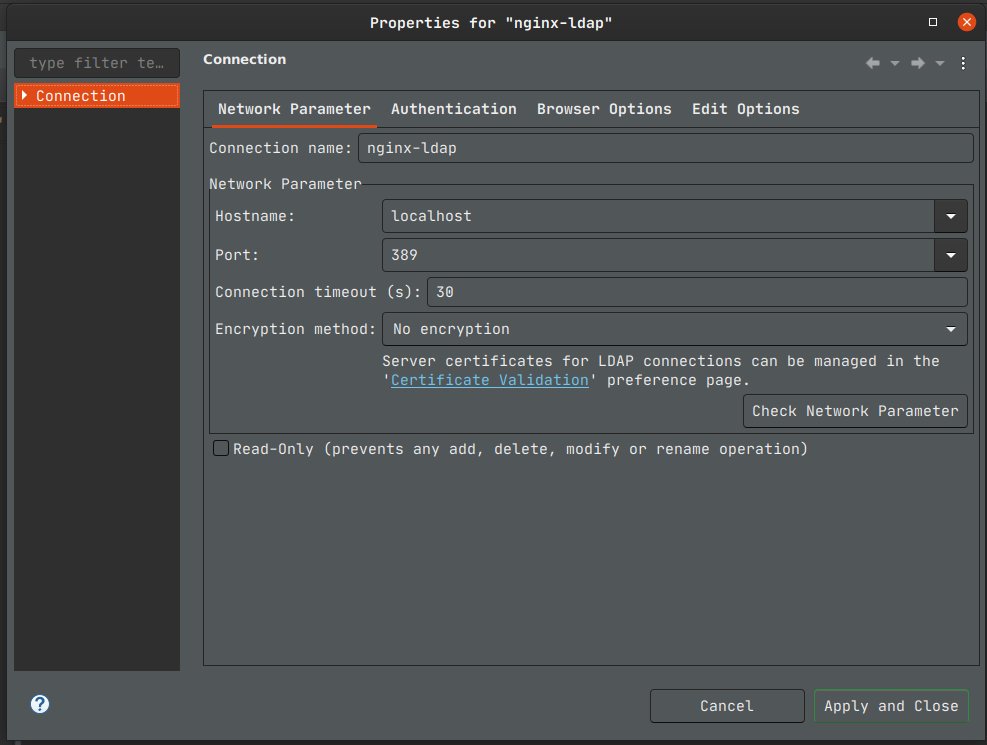 Properties for "nginx-ldap"
type filter te…
Connection
Connection
Network Parameter Authentication Browser Options Edit Options
Connection name: nginx-ldap
Network Parameter
Hostname: localhost
Port: 389
Connection timeout (s): 30
Encryption method: No encryption
Server certificates for LDAP connections can be managed in the
'Certificate Validation' preference page.
Check Network Parameter
Read-Only (prevents any add, delete, modify or rename operation)
?
Cancel Apply and Close